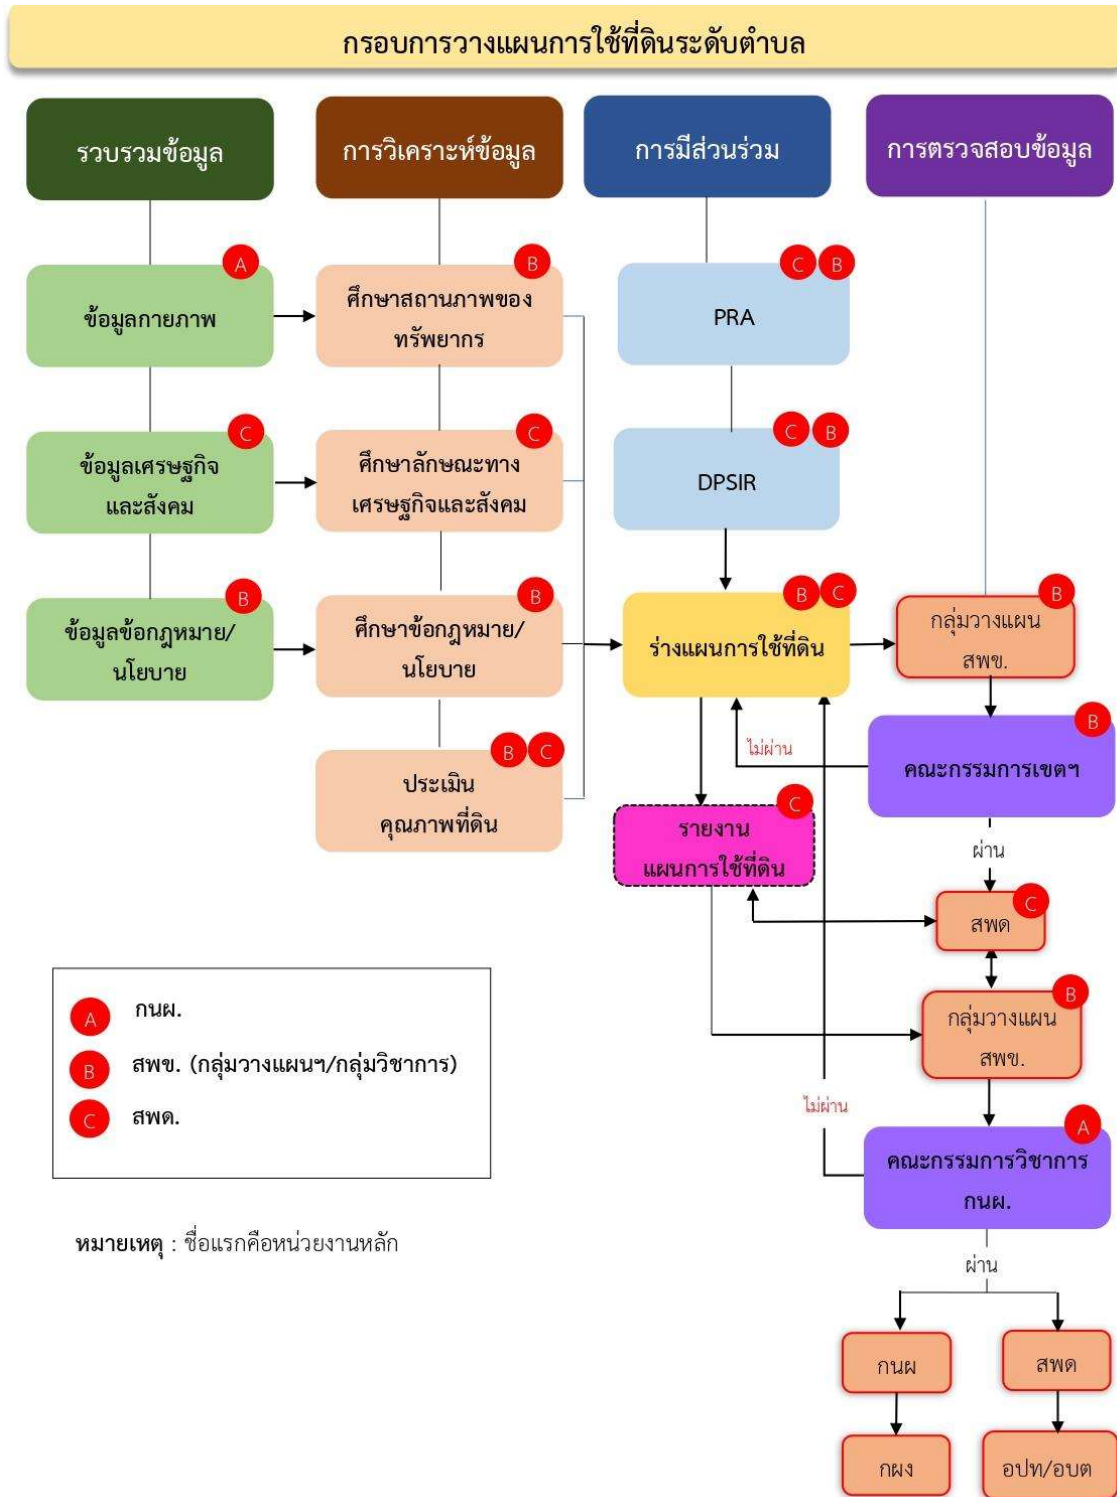 กรอบการวางแผนการใช้ที่ดินระดับตำบล
รวบรวมข้อมูล
การวิเคราะห์ข้อมูล
การมีส่วนร่วม
การตรวจสอบข้อมูล
A
ข้อมูลกายภาพ
B
ศึกษาสถานภาพของ
ทรัพยากร
C B
PRA
C
ข้อมูลเศรษฐกิจ
และสังคม
C
ศึกษาลักษณะทาง
เศรษฐกิจและสังคม
C B
DPSIR
B
ข้อมูลข้อกฎหมาย/
นโยบาย
B
ศึกษาข้อกฎหมาย/
นโยบาย
B C
ร่างแผนการใช้ที่ดิน
B
กลุ่มวางแผน
สพข.
B C
ประเมิน
คุณภาพที่ดิน
ไม่ผ่าน
B
คณะกรรมการเขตฯ
C
รายงาน
แผนการใช้ที่ดิน
ผ่าน
C
สพด
B
กลุ่มวางแผน
สพข.
A กนผ.
B สพข. (กลุ่มวางแผนฯ/กลุ่มวิชาการ)
C สพด.
ไม่ผ่าน
A
คณะกรรมการวิชาการ
กนผ.
หมายเหตุ : ชื่อแรกคือหน่วยงานหลัก
ผ่าน
กนผ
สพด
กผง
อปท/อบต